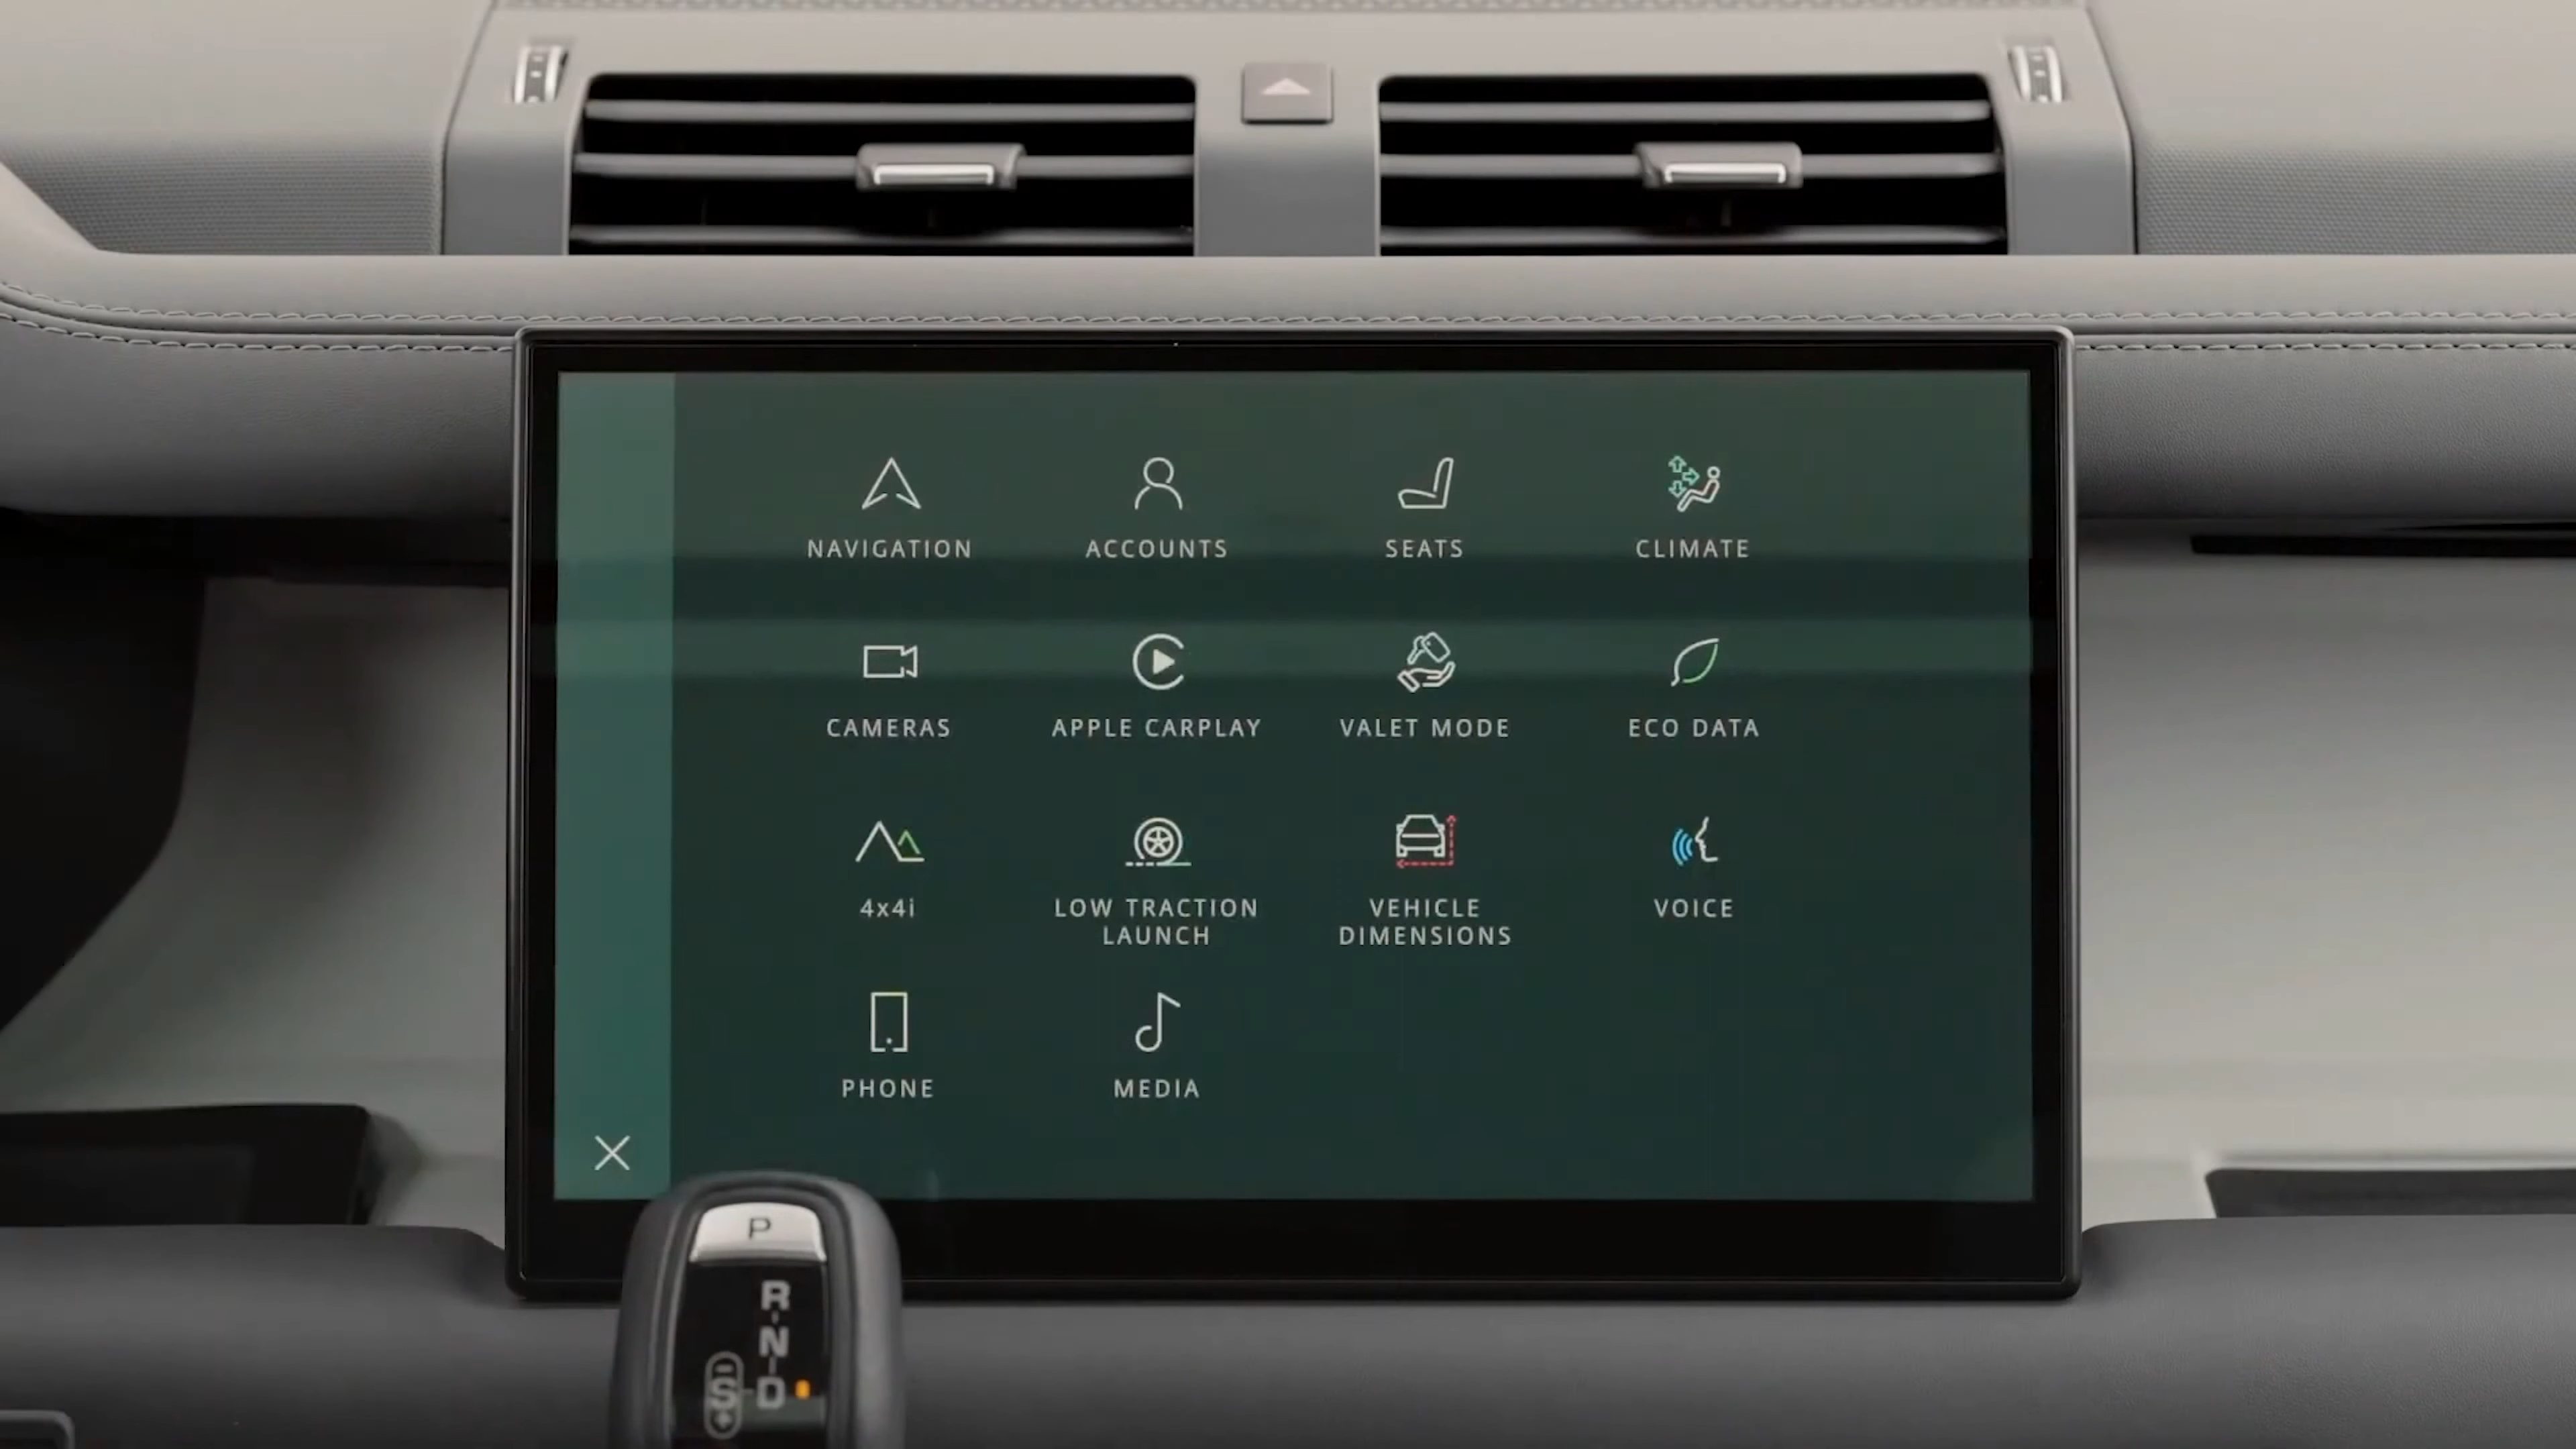 NAVIGATION
ACCOUNTS
SEATS
CLIMATE
CAMERAS
APPLE CARPLAY
VALET MODE
ECO DATA
4x4i
LOW TRACTION
LAUNCH
VEHICLE
DIMENSIONS
VOICE
PHONE
MEDIA
P
R
N
S D